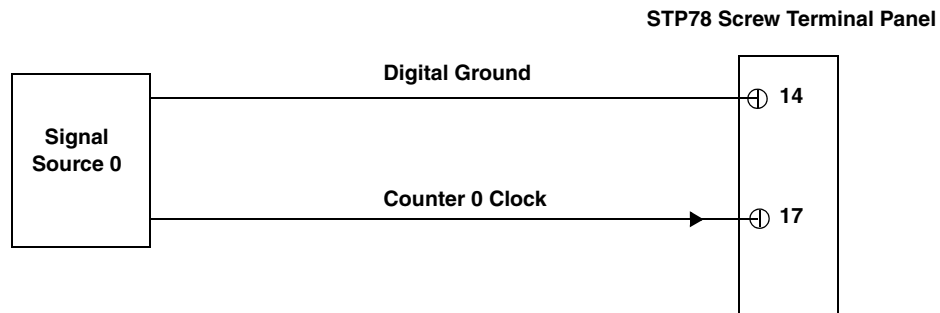 STP78 Screw Terminal Panel
Digital Ground
14
Signal
Source 0
Counter 0 Clock
17